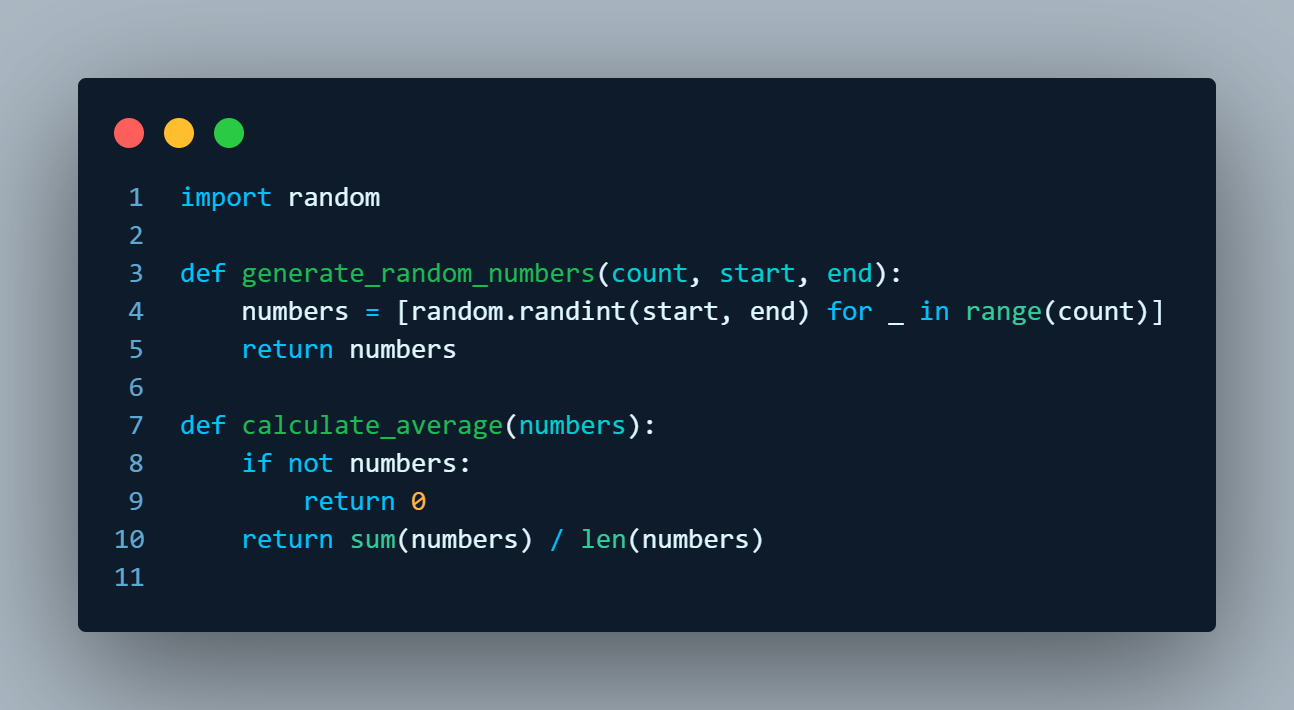 1 import random
2
3 def generate_random_numbers(count, start, end):
4     numbers = [random.randint(start, end) for _ in range(count)]
5     return numbers
6
7 def calculate_average(numbers):
8     if not numbers:
9         return 0
10     return sum(numbers) / len(numbers)
11